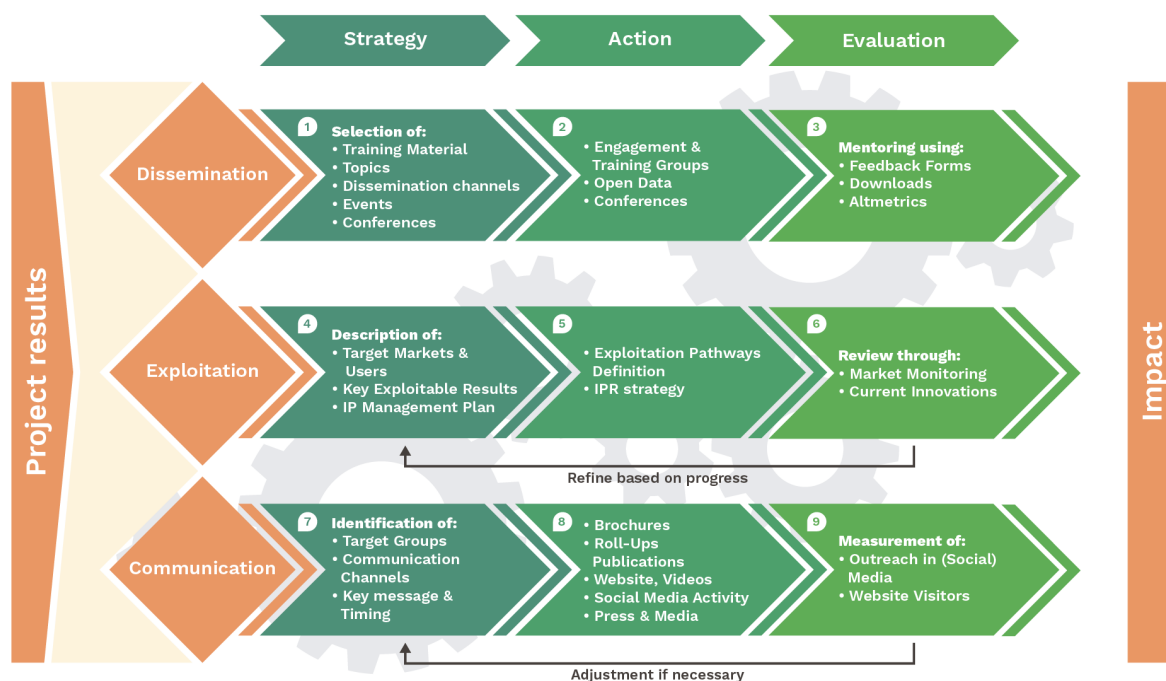 Strategy
Action
Evaluation
Project results
Impact
Dissemination
1
Selection of:
• Training Material
• Topics
• Dissemination channels
• Events
• Conferences
2
• Engagement &
Training Groups
• Open Data
• Conferences
3
Mentoring using:
• Feedback Forms
• Downloads
• Altmetrics
Exploitation
4
Description of:
• Target Markets &
Users
• Key Exploitable Results
• IP Management Plan
5
• Exploitation Pathways
Definition
• IPR strategy
6
Review through:
• Market Monitoring
• Current Innovations
Refine based on progress
Communication
7
Identification of:
• Target Groups
• Communication
Channels
• Key message &
Timing
8
• Brochures
• Roll-Ups
Publications
• Website, Videos
• Social Media Activity
• Press & Media
9
Measurement of:
• Outreach in (Social)
Media
• Website Visitors
Adjustment if necessary